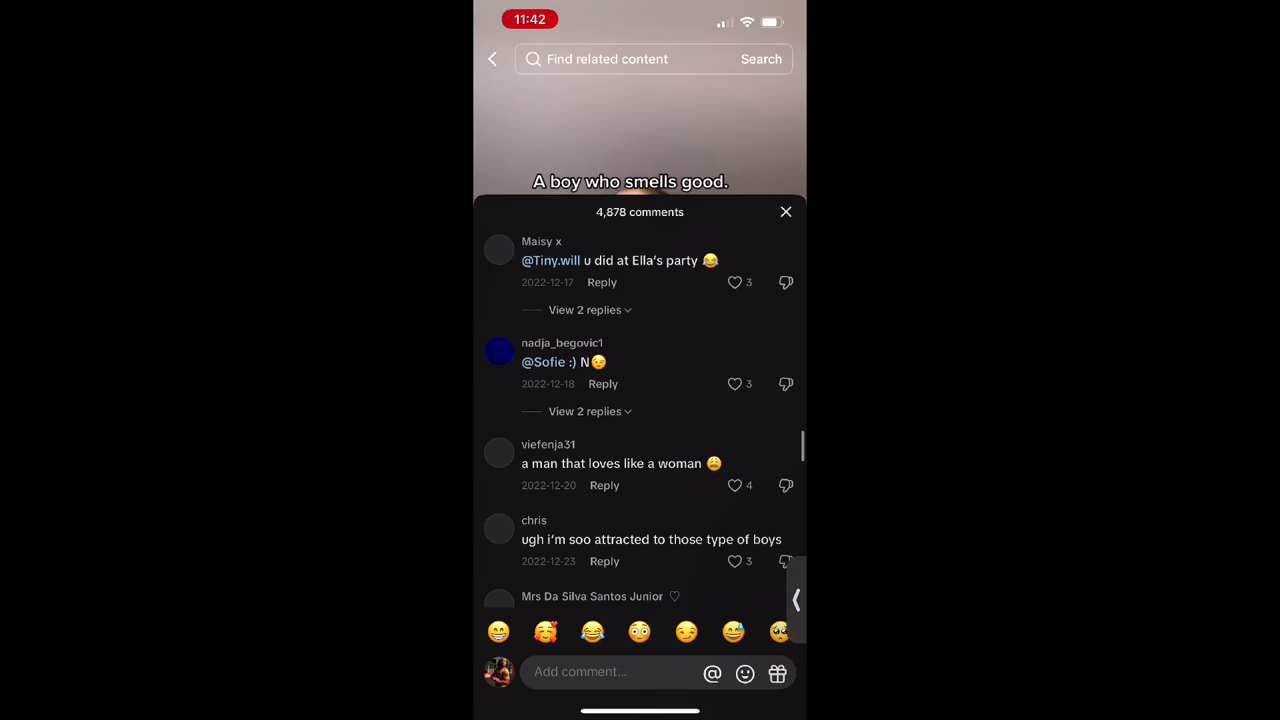 11:42
Find related content Search
A boy who smells good.
4,878 comments
Maisy x
@Tiny.will u did at Ella's party 😂
2022-12-17 Reply 3
View 2 replies
nadja_begovic1
@Sofie :) N😉
2022-12-18 Reply 3
View 2 replies
viefenja31
a man that loves like a woman 😩
2022-12-20 Reply 4
chris
ugh i'm soo attracted to those type of boys
2022-12-23 Reply 3
Mrs Da Silva Santos Junior ♡
Add comment...